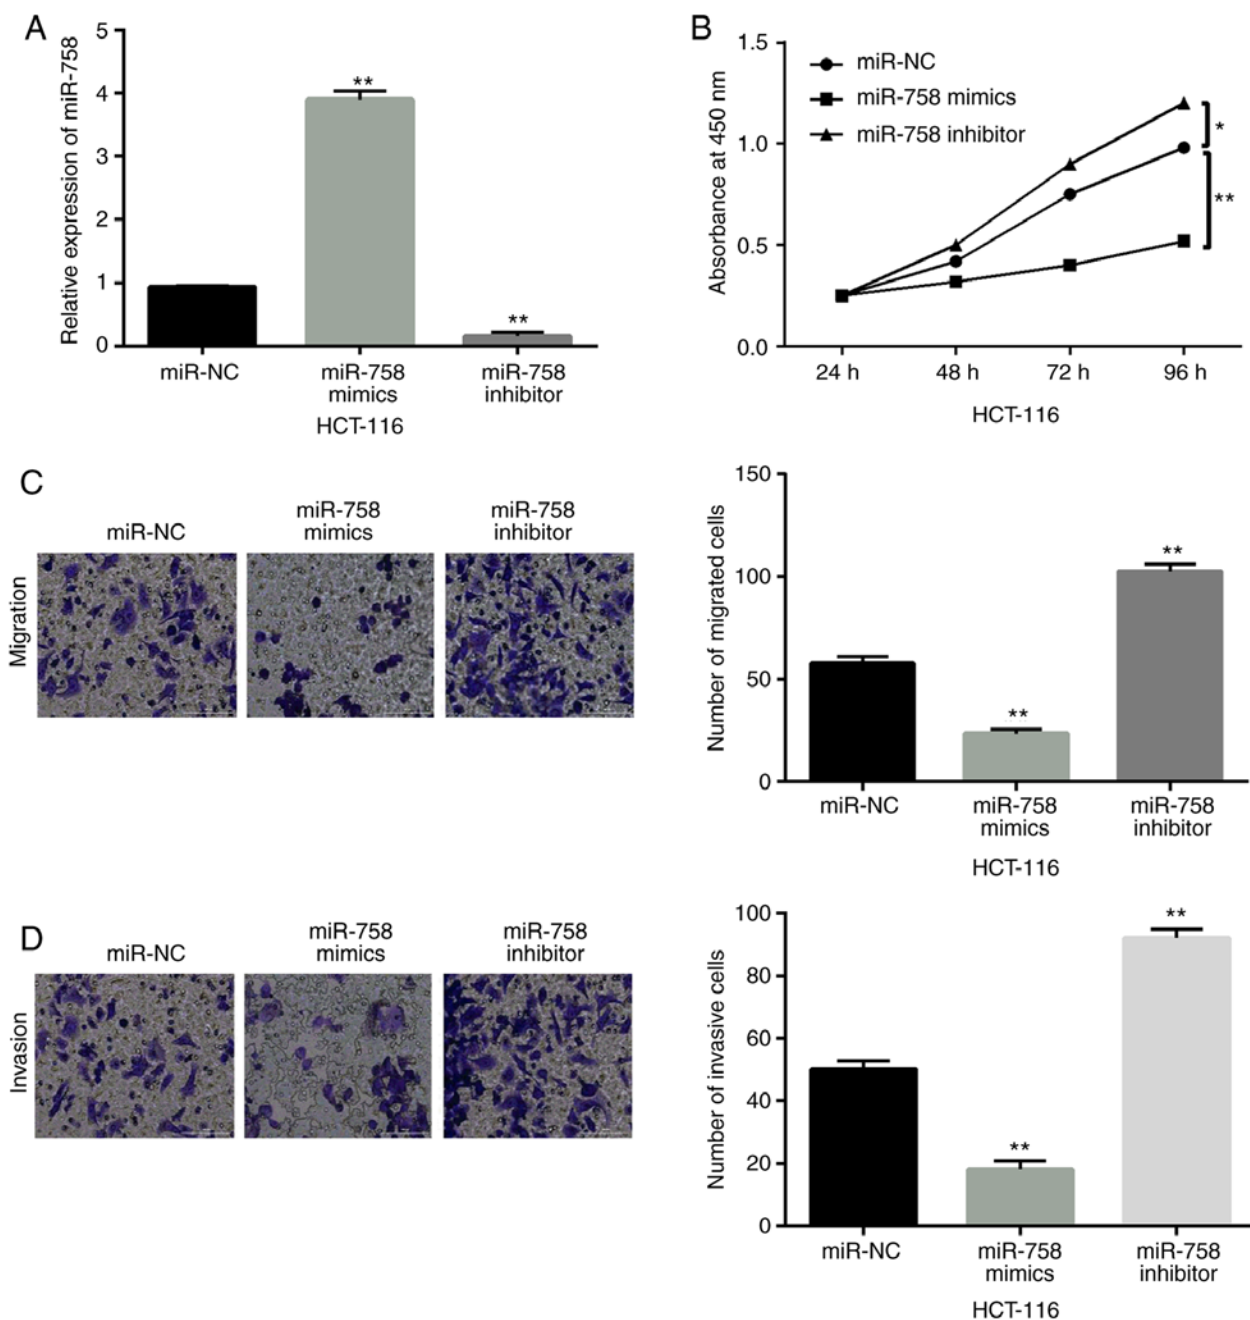 A
Relative expression of miR-758
5
4
3
2
1
0
**
**
miR-NC
miR-758
mimics
miR-758
inhibitor
HCT-116
B
Absorbance at 450 nm
1.5
1.0
0.5
0.0
miR-NC
miR-758 mimics
miR-758 inhibitor
*
**
24 h
48 h
72 h
96 h
HCT-116
C
miR-NC
miR-758
mimics
miR-758
inhibitor
Migration
Number of migrated cells
150
100
50
0
**
**
miR-NC
miR-758
mimics
miR-758
inhibitor
HCT-116
D
miR-NC
miR-758
mimics
miR-758
inhibitor
Invasion
Number of invasive cells
100
80
60
40
20
0
**
**
miR-NC
miR-758
mimics
miR-758
inhibitor
HCT-116